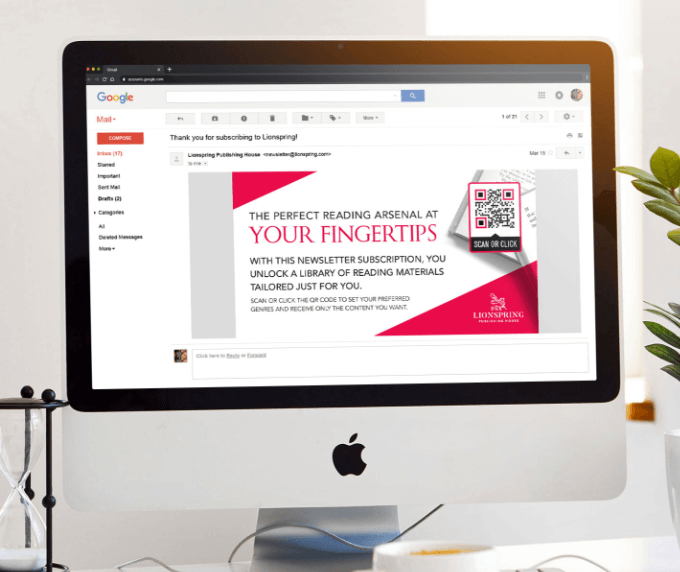 Gmail
accounts.google.com
Google
Mail
More
1 of 21
COMPOSE
Thank you for subscribing to Lionspring!
Inbox (17)
Starred
Important
Sent Mail
Drafts (2)
Categories
All
Deleted Messages
More
Lionspring Publishing House <newsletter@lionspring.com>
to me
Mar 15
THE PERFECT READING ARSENAL AT
YOUR FINGERTIPS
WITH THIS NEWSLETTER SUBSCRIPTION, YOU
UNLOCK A LIBRARY OF READING MATERIALS
TAILORED JUST FOR YOU.
SCAN OR CLICK THE QR CODE TO SET YOUR PREFERRED
GENRES AND RECEIVE ONLY THE CONTENT YOU WANT.
SCAN OR CLICK
LIONSPRING
PUBLISHING HOUSE
Click here to Reply or Forward